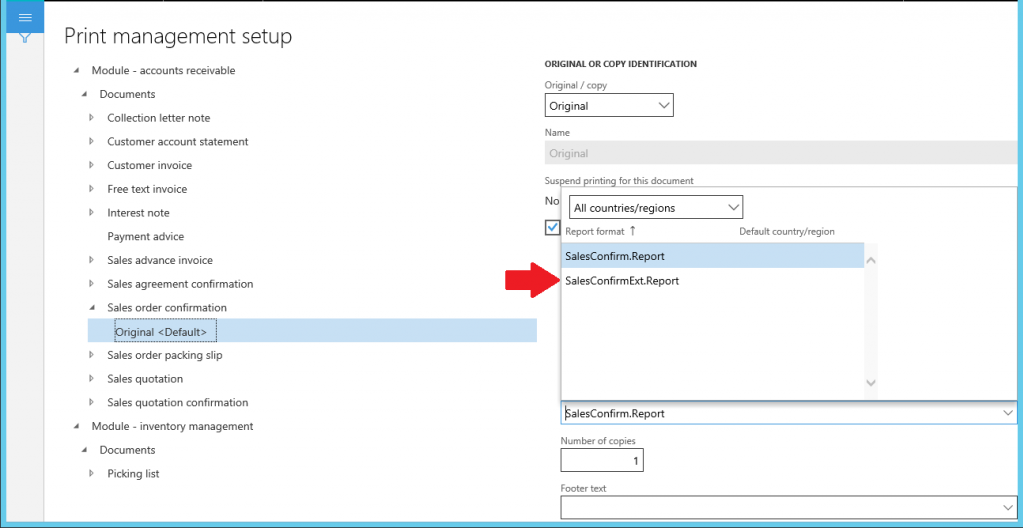 Print management setup
Module - accounts receivable
Documents
Collection letter note
Customer account statement
Customer invoice
Free text invoice
Interest note
Payment advice
Sales advance invoice
Sales agreement confirmation
Sales order confirmation
Original <Default>
Sales order packing slip
Sales quotation
Sales quotation confirmation
Module - inventory management
Documents
Picking list
ORIGINAL OR COPY IDENTIFICATION
Original / copy
Original
Name
Original
Suspend printing for this document
No
All countries/regions
Report format ↑ Default country/region
SalesConfirm.Report
SalesConfirmExt.Report
SalesConfirm.Report
Number of copies
1
Footer text